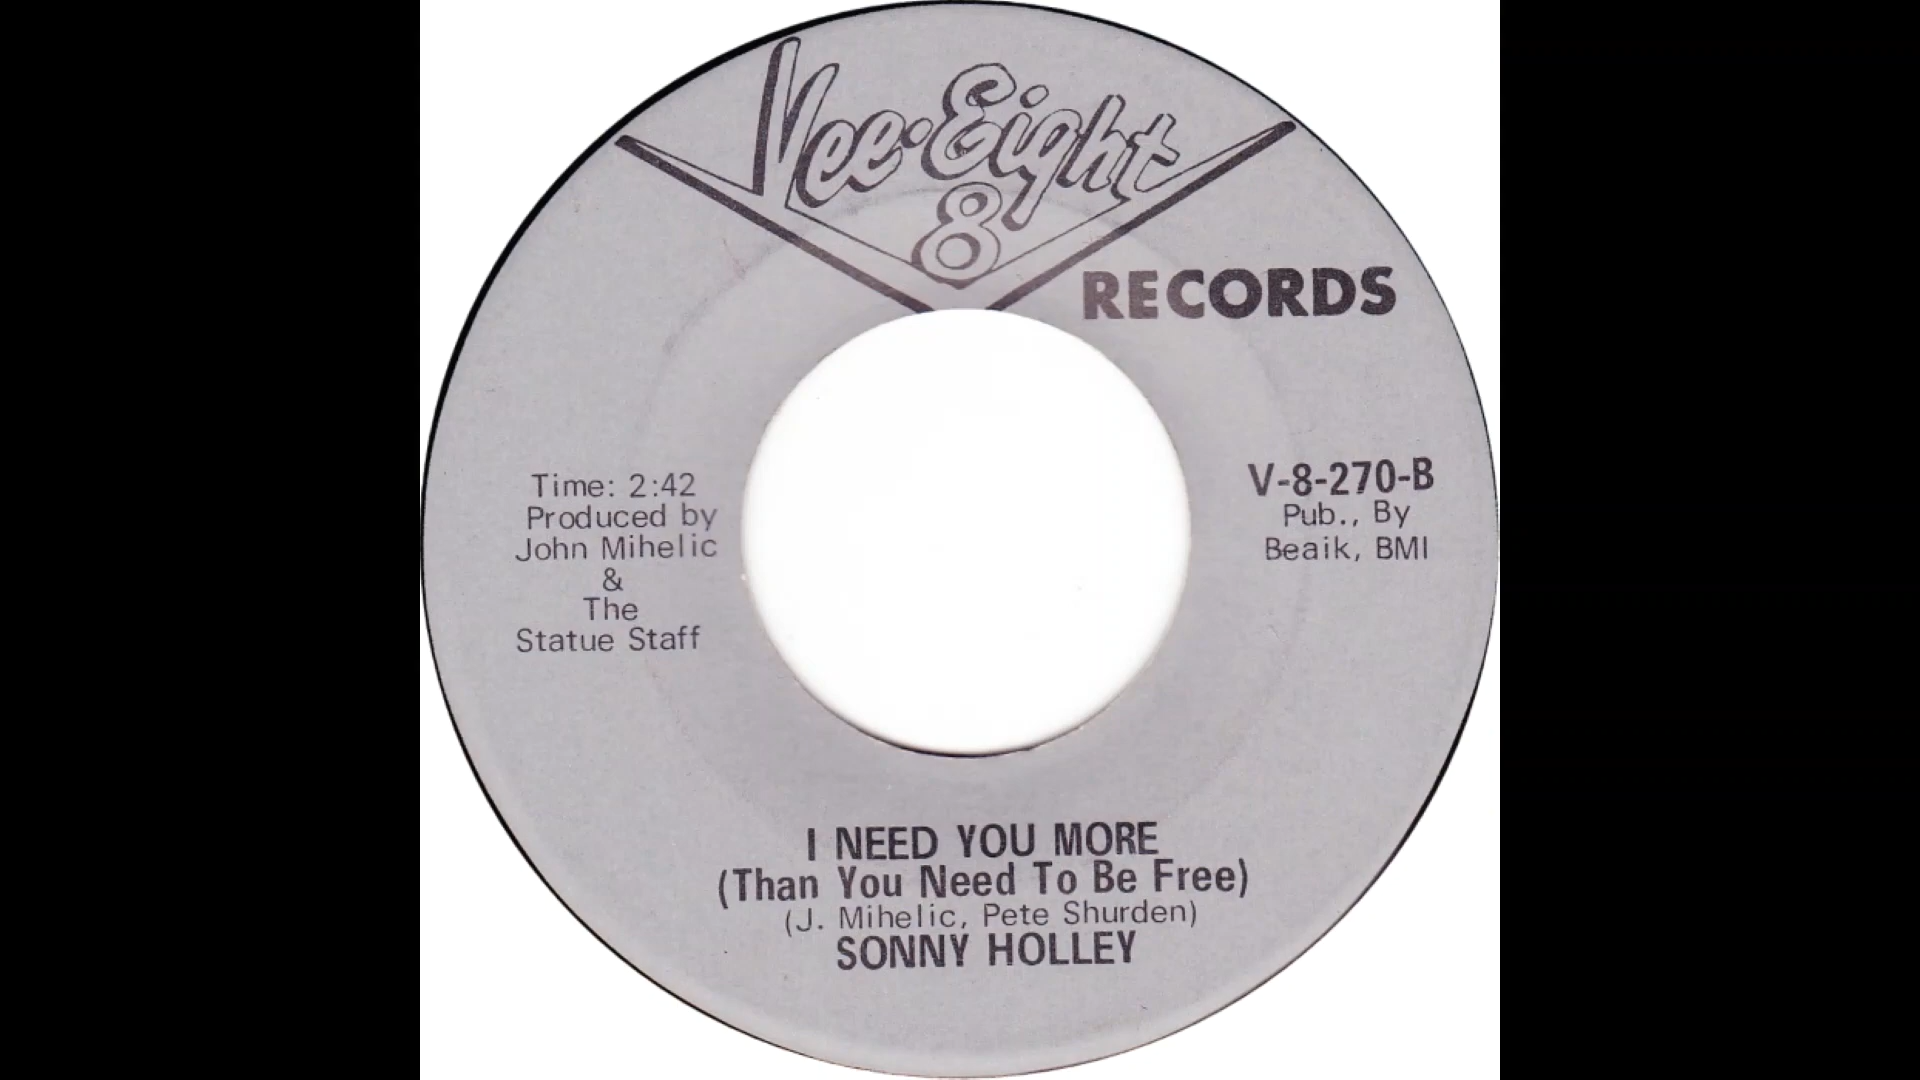 Vee-Eight
8
RECORDS
Time: 2:42
Produced by
John Mihelic
&
The
Statue Staff
V-8-270-B
Pub., By
Beaik, BMI
I NEED YOU MORE
(Than You Need To Be Free)
(J. Mihelic, Pete Shurden)
SONNY HOLLEY